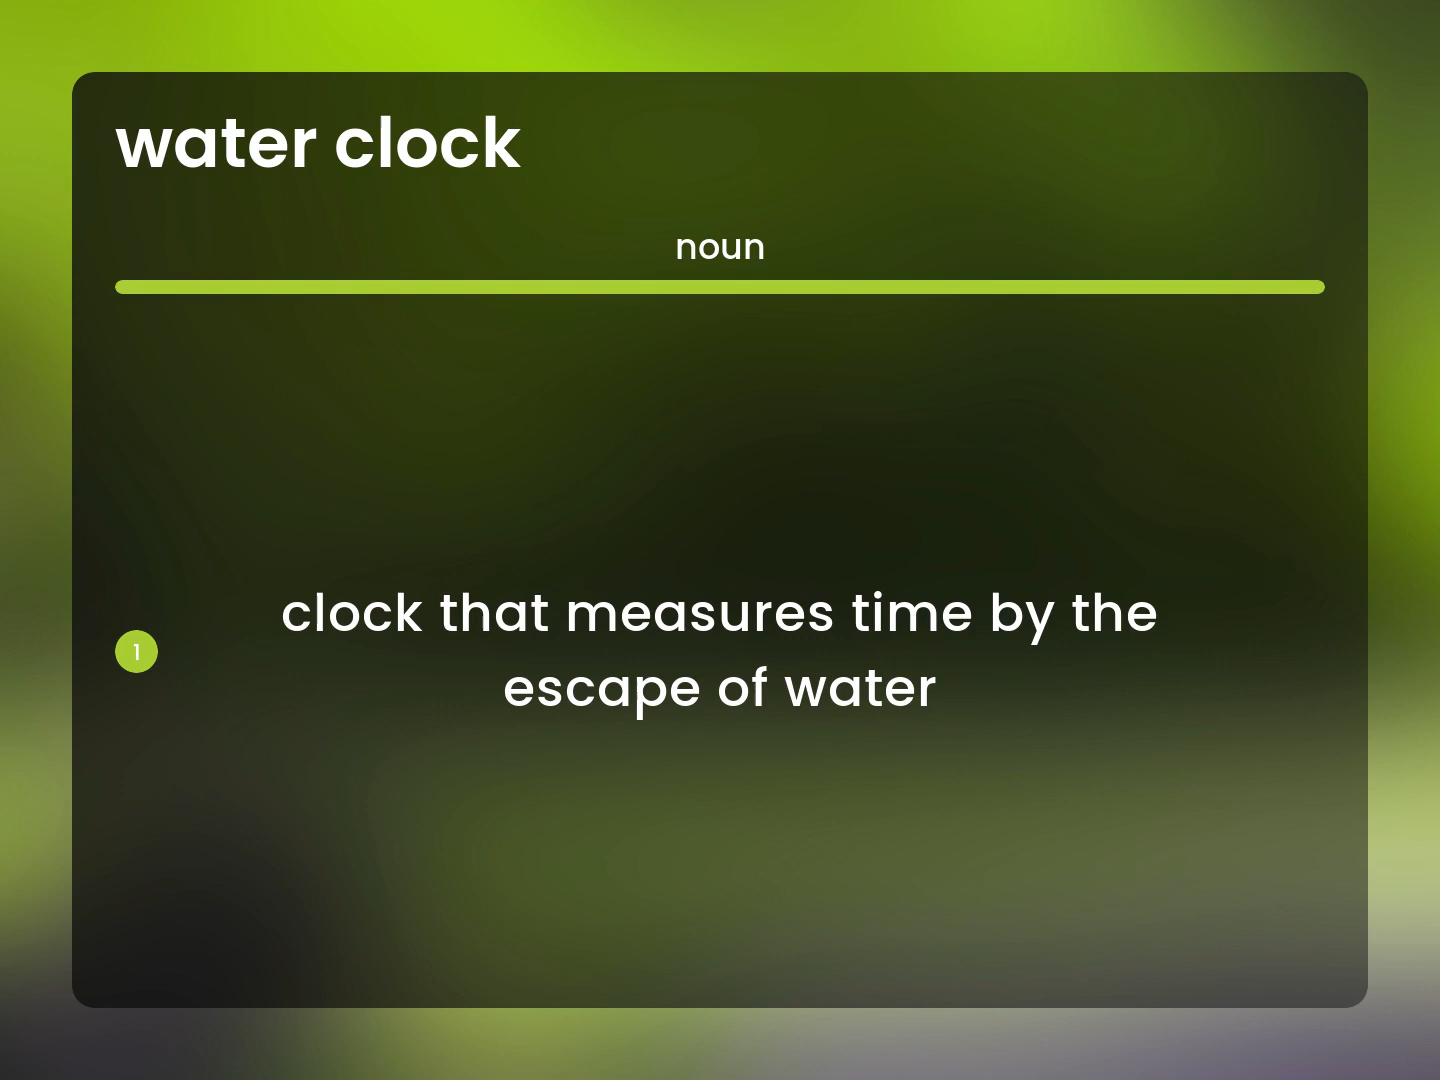 water clock
noun
1
clock that measures time by the
escape of water